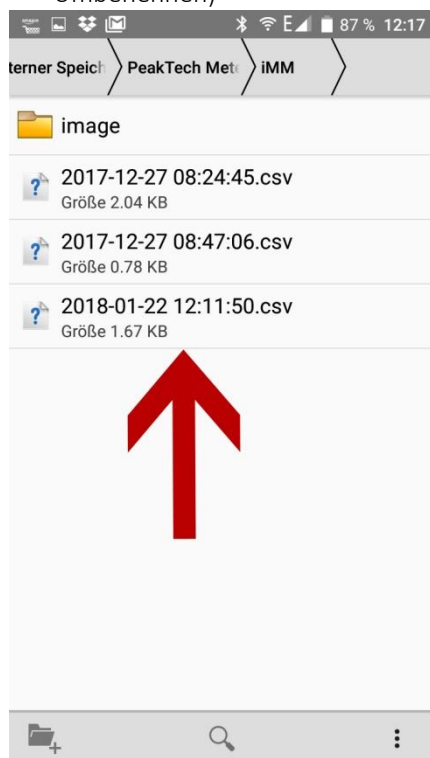 Umbenennen)
E 87 % 12:17
terner Speich PeakTech Mete iMM
image
2017-12-27 08:24:45.csv
Größe 2.04 KB
2017-12-27 08:47:06.csv
Größe 0.78 KB
2018-01-22 12:11:50.csv
Größe 1.67 KB